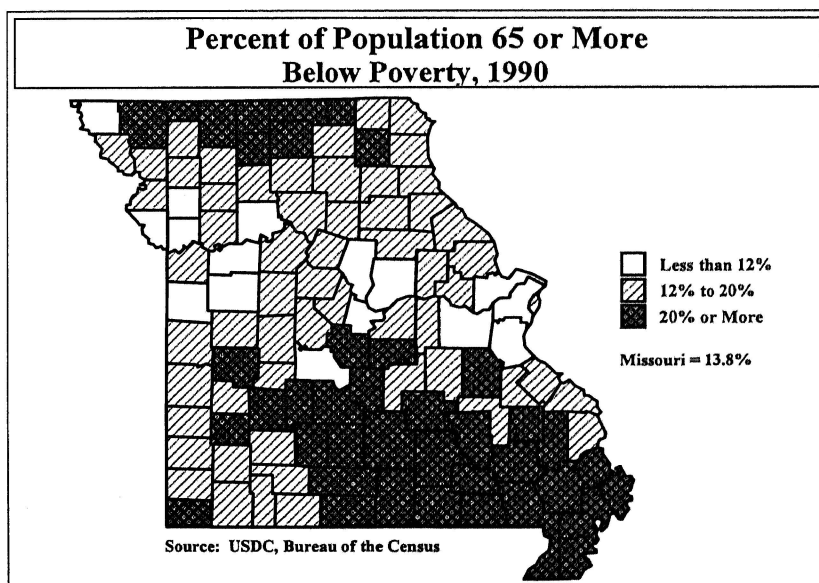 Percent of Population 65 or More
Below Poverty, 1990
Less than 12%
12% to 20%
20% or More
Missouri = 13.8%
Source: USDC, Bureau of the Census